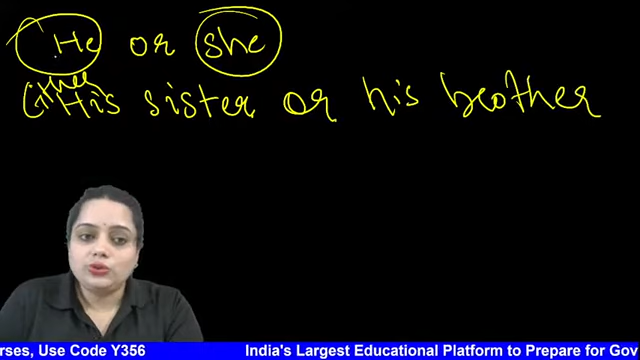 He or she
Either His sister or his brother
rses, Use Code Y356 India's Largest Educational Platform to Prepare for Gov